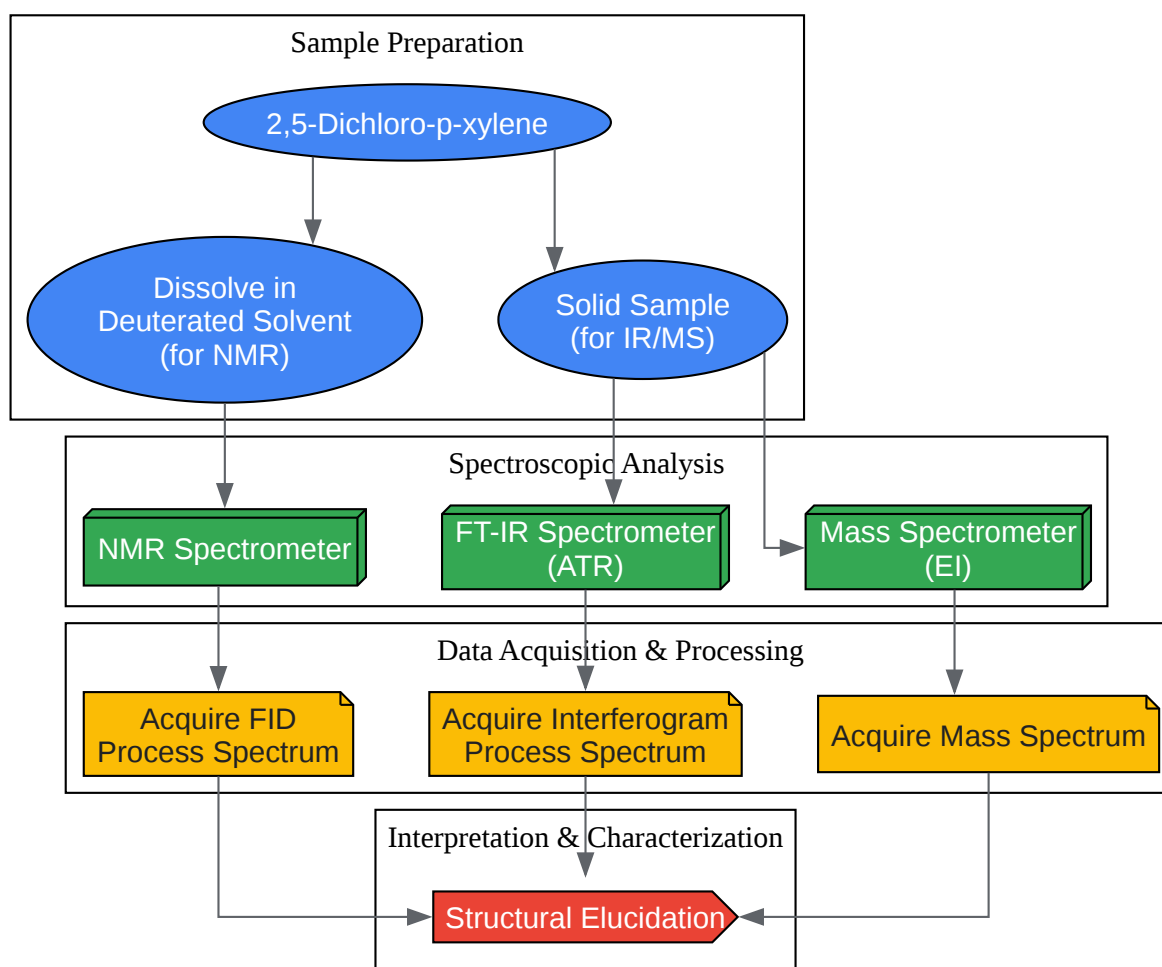 Sample Preparation
2,5-Dichloro-p-xylene
Dissolve in
Deuterated Solvent
(for NMR)
Solid Sample
(for IR/MS)
Spectroscopic Analysis
NMR Spectrometer
FT-IR Spectrometer
(ATR)
Mass Spectrometer
(EI)
Data Acquisition & Processing
Acquire FID
Process Spectrum
Acquire Interferogram
Process Spectrum
Acquire Mass Spectrum
Interpretation & Characterization
Structural Elucidation